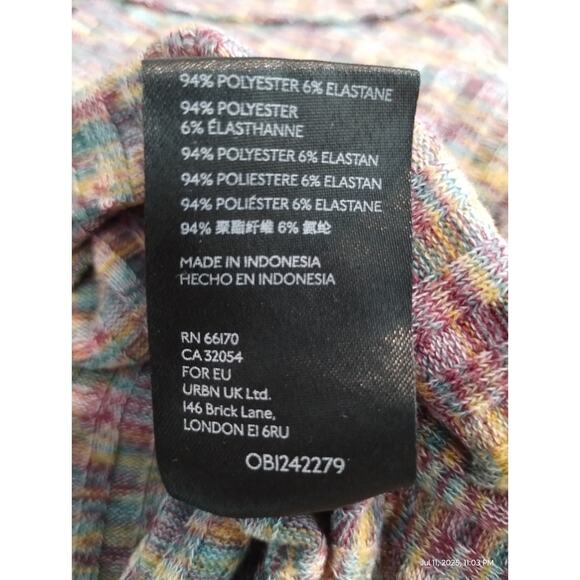 94% POLYESTER 6% ELASTANE
94% POLYESTER
6% ÉLASTHANNE
94% POLYESTER 6% ELASTAN
94% POLIESTERE 6% ELASTAN
94% POLIÉSTER 6% ELASTANE
94% 聚酯纤维 6% 氨纶
MADE IN INDONESIA
HECHO EN INDONESIA
RN 66170
CA 32054
FOR EU
URBN UK Ltd.
146 Brick Lane,
LONDON E1 6RU
OB1242279
Jul 11, 2025, 11:03 PM